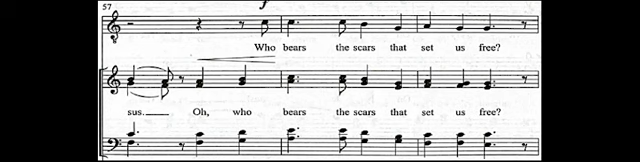 57
f
Who bears the scars that set us free?
sus. Oh, who bears the scars that set us free?